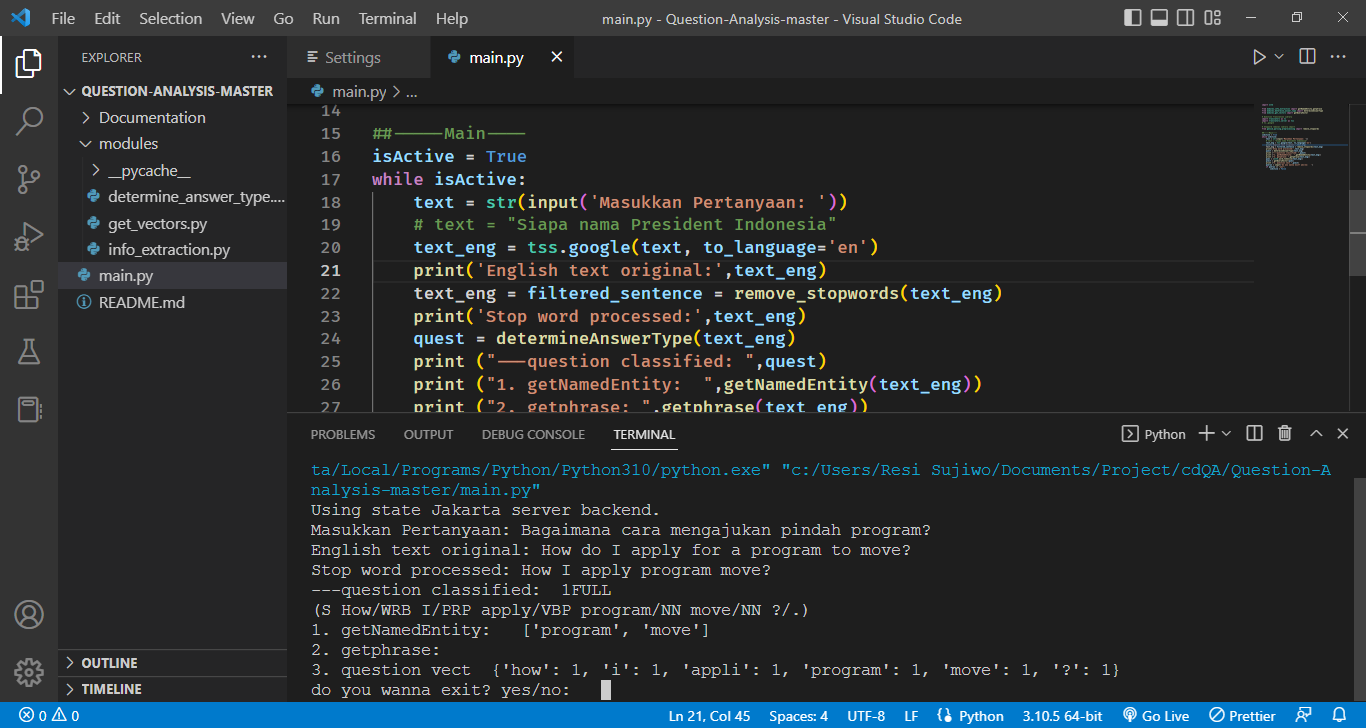 File Edit Selection View Go Run Terminal Help main.py - Question-Analysis-master - Visual Studio Code
EXPLORER ...
Settings
main.py
QUESTION-ANALYSIS-MASTER
Documentation
modules
__pycache__
determine_answer_type....
get_vectors.py
info_extraction.py
main.py
README.md
OUTLINE
TIMELINE
main.py > ...
14
15 ##-----Main----
16 isActive = True
17 while isActive:
18 text = str(input('Masukkan Pertanyaan: '))
19 # text = "Siapa nama President Indonesia"
20 text_eng = tss.google(text, to_language='en')
21 print('English text original:',text_eng)
22 text_eng = filtered_sentence = remove_stopwords(text_eng)
23 print('Stop word processed:',text_eng)
24 quest = determineAnswerType(text_eng)
25 print ("---question classified: ",quest)
26 print ("1. getNamedEntity:  ",getNamedEntity(text_eng))
27 print ("2. getphrase: ".getphrase(text_eng))
PROBLEMS OUTPUT DEBUG CONSOLE TERMINAL Python
ta/Local/Programs/Python/Python310/python.exe" "c:/Users/Resi Sujiwo/Documents/Project/cdQA/Question-A
nalysis-master/main.py"
Using state Jakarta server backend.
Masukkan Pertanyaan: Bagaimana cara mengajukan pindah program?
English text original: How do I apply for a program to move?
Stop word processed: How I apply program move?
---question classified:  1FULL
(S How/WRB I/PRP apply/VBP program/NN move/NN ?/.)
1. getNamedEntity:   ['program', 'move']
2. getphrase:
3. question vect  {'how': 1, 'i': 1, 'appli': 1, 'program': 1, 'move': 1, '?': 1}
do you wanna exit? yes/no:
0 0 Ln 21, Col 45 Spaces: 4 UTF-8 LF Python 3.10.5 64-bit Go Live Prettier